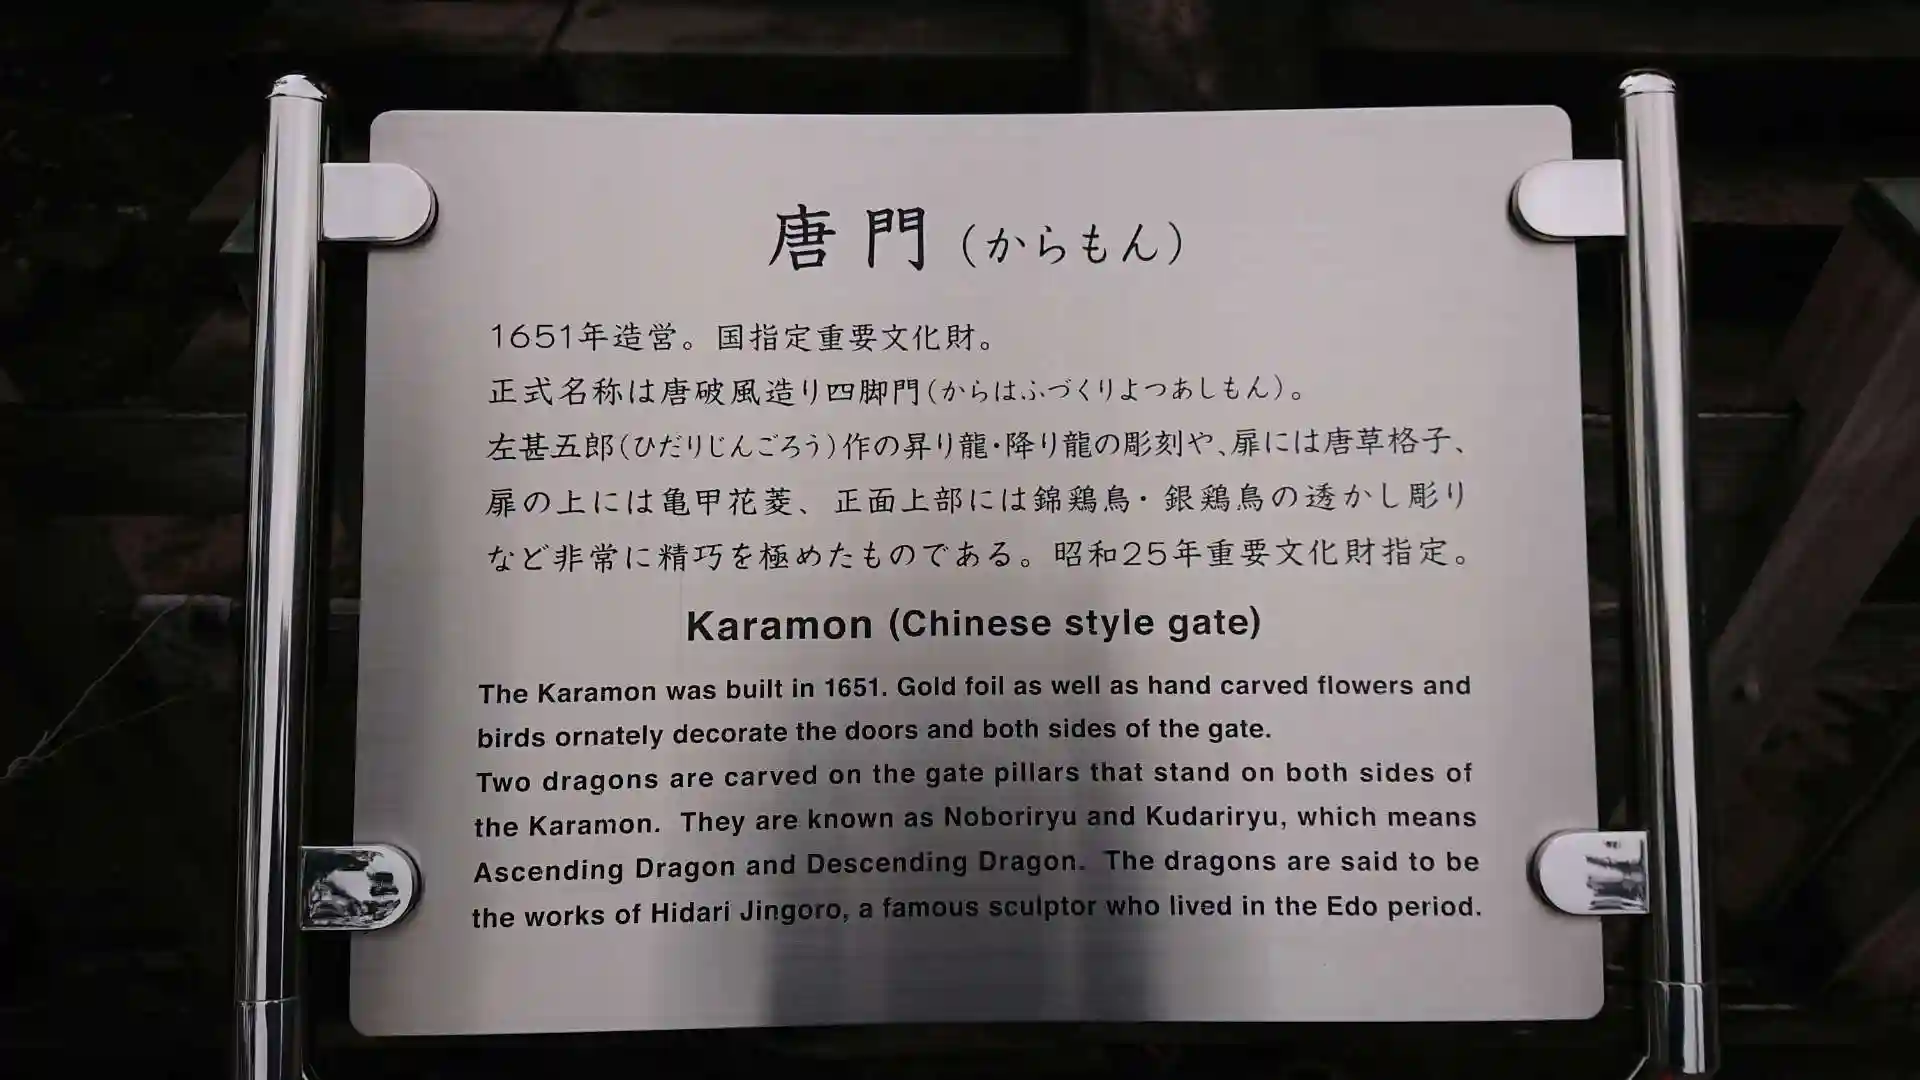 唐門（からもん）
1651年造営。国指定重要文化財。
正式名称は唐破風造り四脚門（からはふづくりよつあしもん）。
左甚五郎（ひだりじんごろう）作の昇り龍・降り龍の彫刻や、扉には唐草格子、
扉の上には亀甲花菱、正面上部には錦鶏鳥・銀鶏鳥の透かし彫り
など非常に精巧を極めたものである。昭和25年重要文化財指定。
Karamon (Chinese style gate)
The Karamon was built in 1651. Gold foil as well as hand carved flowers and
birds ornately decorate the doors and both sides of the gate.
Two dragons are carved on the gate pillars that stand on both sides of
the Karamon. They are known as Noboriryu and Kudariryu, which means
Ascending Dragon and Descending Dragon. The dragons are said to be
the works of Hidari Jingoro, a famous sculptor who lived in the Edo period.